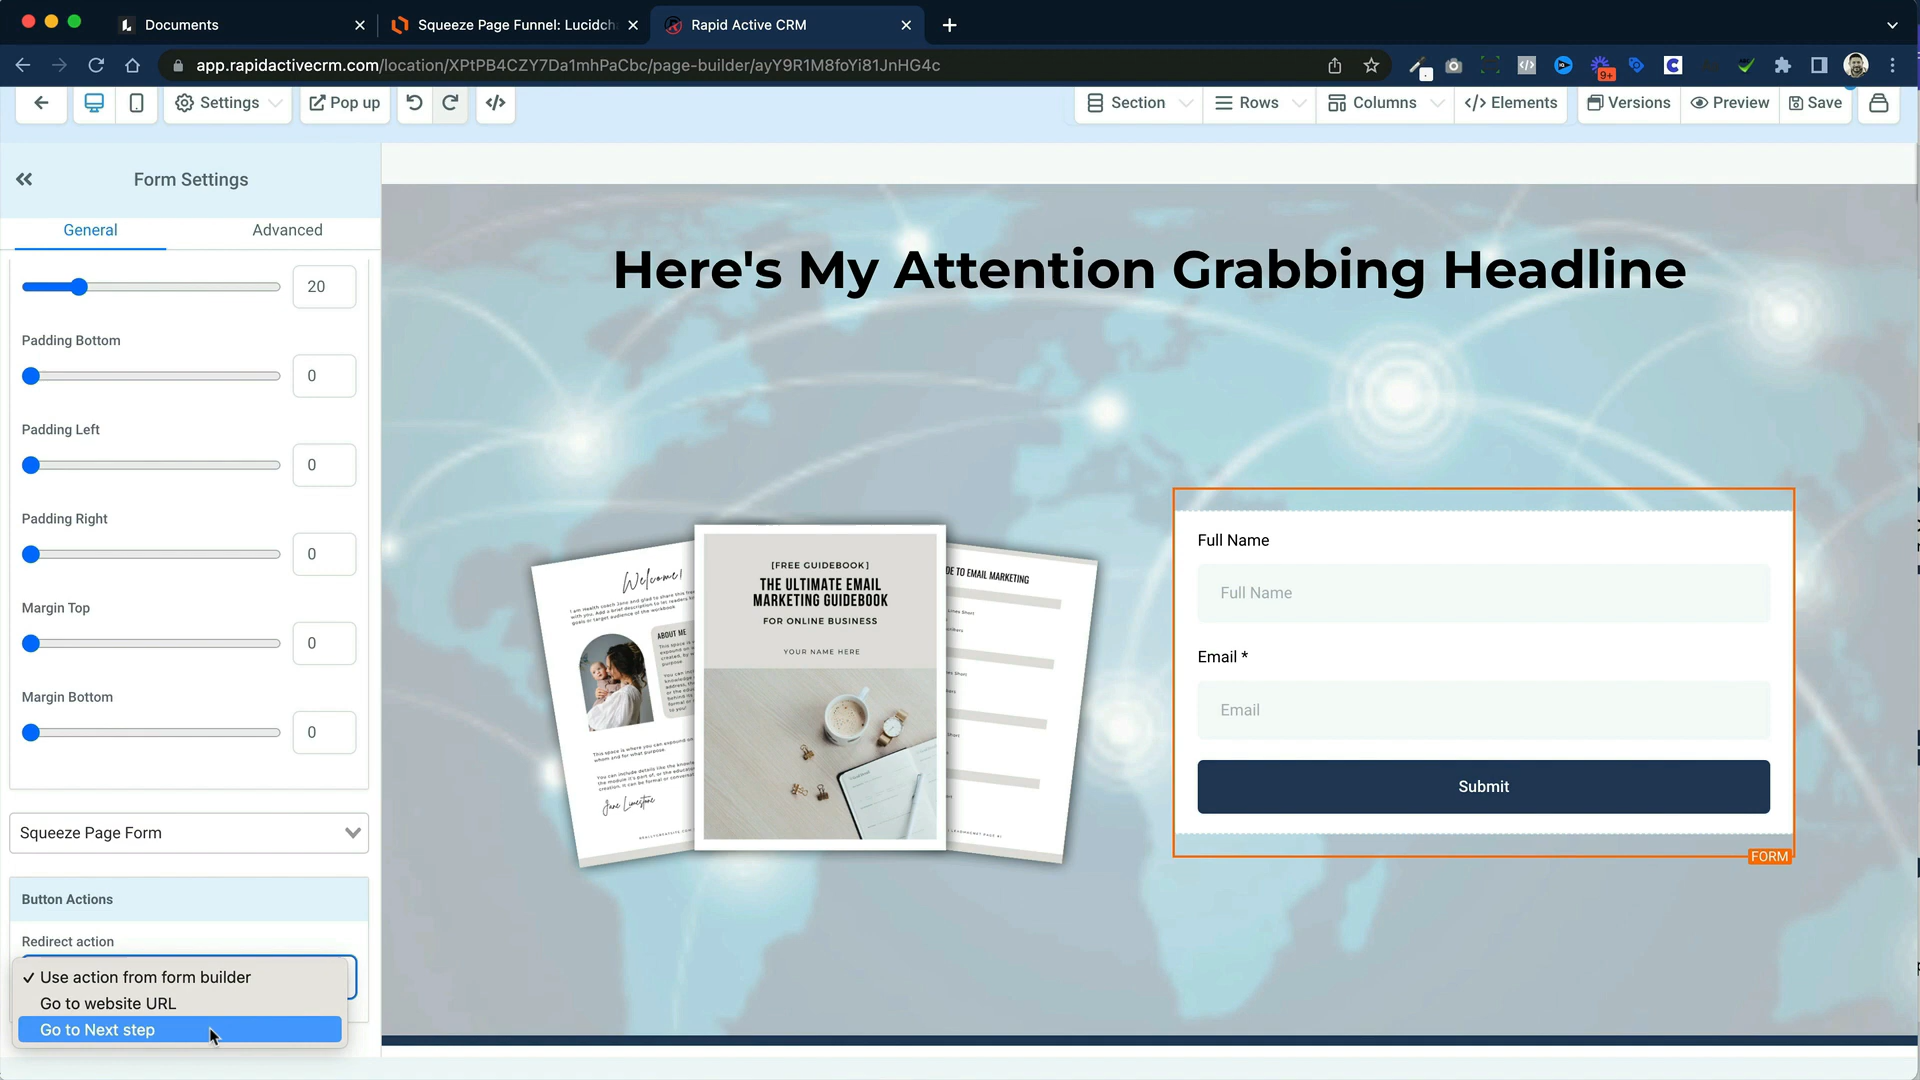 Documents
Squeeze Page Funnel: Lucidch
Rapid Active CRM
app.rapidactivecrm.com/location/XPtPB4CZY7Da1mhPaCbc/page-builder/ayY9R1M8foYi81JnHG4c
9+
Settings
Pop up
Section
Rows
Columns
Elements
Versions
Preview
Save
Form Settings
General
Advanced
20
Padding Bottom
0
Padding Left
0
Padding Right
0
Margin Top
0
Margin Bottom
0
Squeeze Page Form
Button Actions
Redirect action
✓ Use action from form builder
Go to website URL
Go to Next step
Here's My Attention Grabbing Headline
Welcome!
ABOUT ME
Jane Limestone
[FREE GUIDEBOOK]
THE ULTIMATE EMAIL
MARKETING GUIDEBOOK
FOR ONLINE BUSINESS
YOUR NAME HERE
DE TO EMAIL MARKETING
Full Name
Full Name
Email *
Email
Submit
FORM